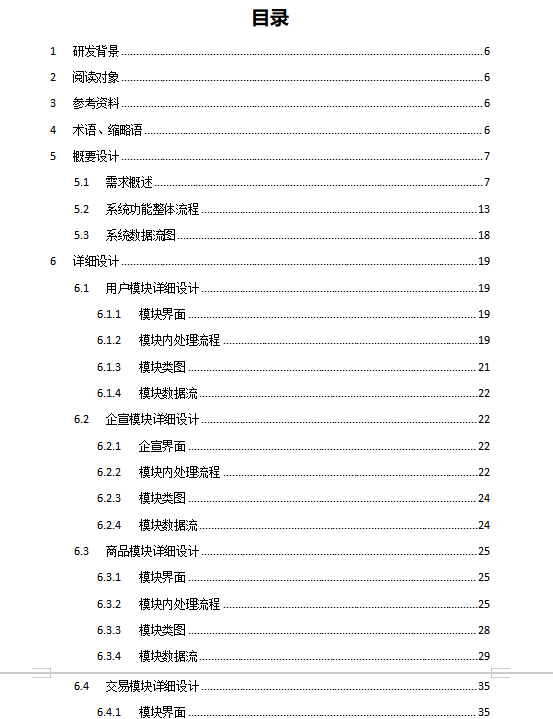 目录
1 研发背景 6
2 阅读对象 6
3 参考资料 6
4 术语、缩略语 6
5 概要设计 7
5.1 需求概述 7
5.2 系统功能整体流程 13
5.3 系统数据流图 18
6 详细设计 19
6.1 用户模块详细设计 19
6.1.1 模块界面 19
6.1.2 模块内处理流程 19
6.1.3 模块类图 21
6.1.4 模块数据流 22
6.2 企宣模块详细设计 22
6.2.1 企宣界面 22
6.2.2 模块内处理流程 22
6.2.3 模块类图 24
6.2.4 模块数据流 24
6.3 商品模块详细设计 25
6.3.1 模块界面 25
6.3.2 模块内处理流程 25
6.3.3 模块类图 28
6.3.4 模块数据流 29
6.4 交易模块详细设计 35
6.4.1 模块界面 35